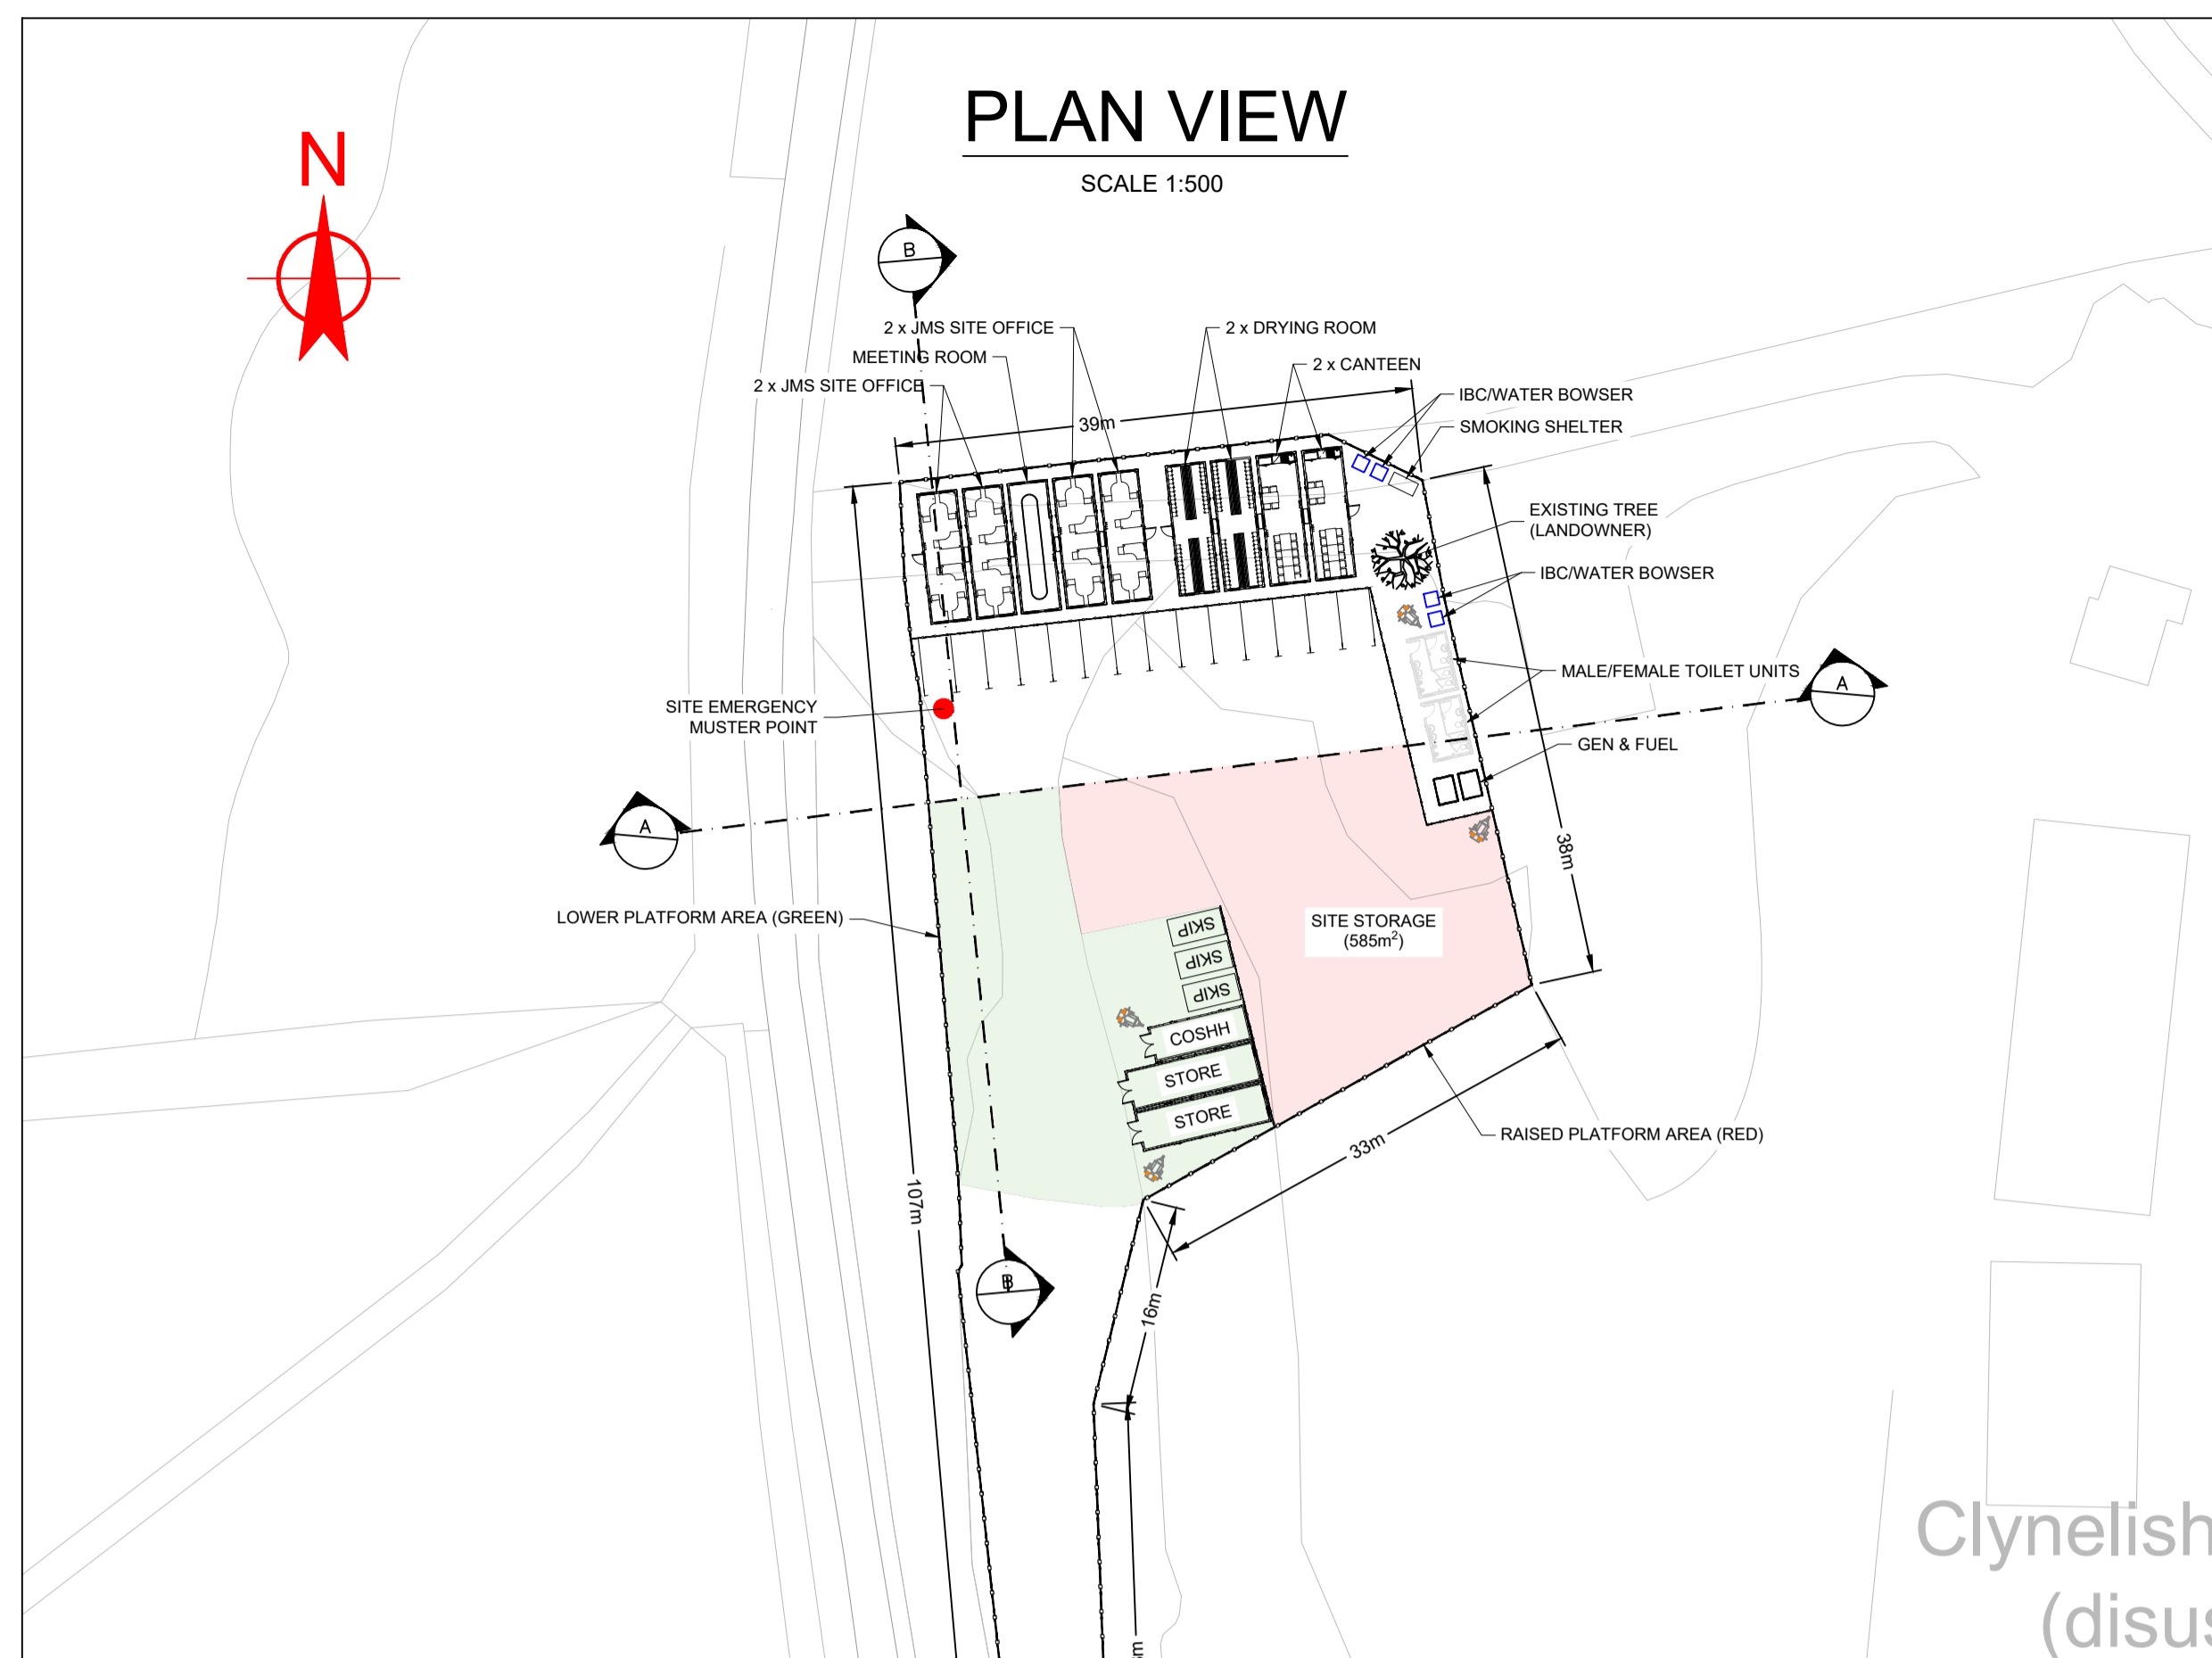 PLAN VIEW
SCALE 1:500
N
B
2 x JMS SITE OFFICE
2 x DRYING ROOM
MEETING ROOM
2 x CANTEEN
2 x JMS SITE OFFICE
IBC/WATER BOWSER
39m
SMOKING SHELTER
EXISTING TREE
(LANDOWNER)
IBC/WATER BOWSER
MALE/FEMALE TOILET UNITS
A
SITE EMERGENCY
MUSTER POINT
GEN & FUEL
A
38m
LOWER PLATFORM AREA (GREEN)
SITE STORAGE
(585m²)
SKIP
SKIP
SKIP
COSHH
STORE
STORE
RAISED PLATFORM AREA (RED)
33m
107m
B
16m
Clynelish